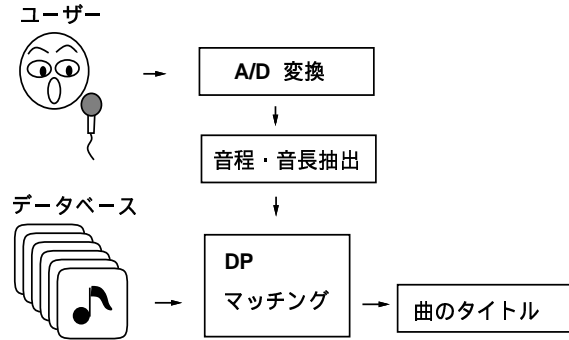 ユーザー
A/D 変換
音程・音長抽出
データベース
DP
マッチング
曲のタイトル